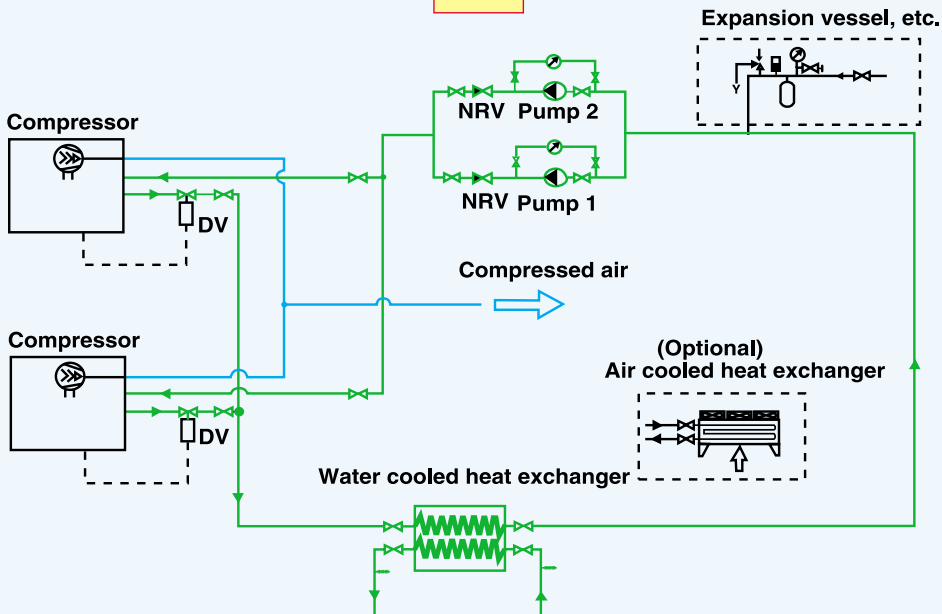 Expansion vessel, etc.
NRV Pump 2
Compressor
DV
NRV Pump 1
Compressed air
Compressor
DV
(Optional)
Air cooled heat exchanger
Water cooled heat exchanger
Y